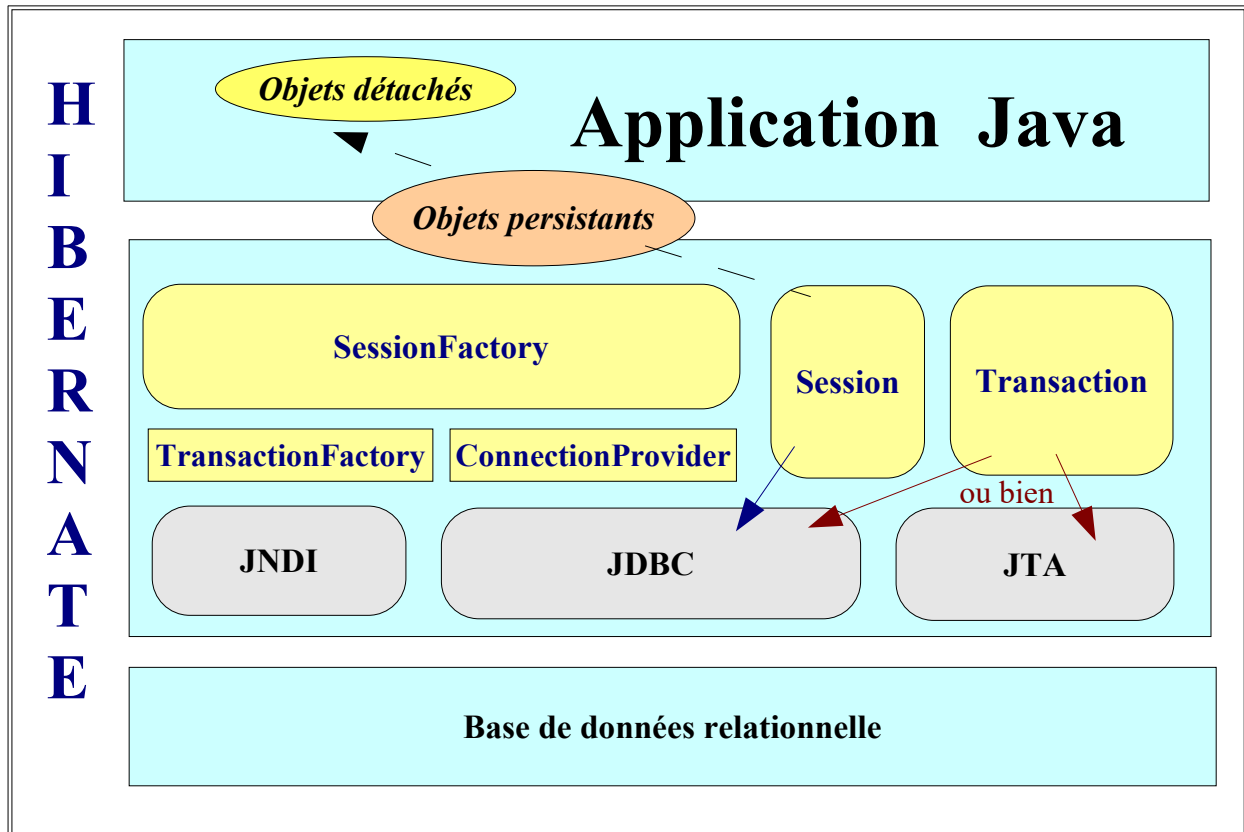 HIBERNATE
Objets détachés
Application Java
Objets persistants
SessionFactory
Session
Transaction
TransactionFactory
ConnectionProvider
ou bien
JNDI
JDBC
JTA
Base de données relationnelle